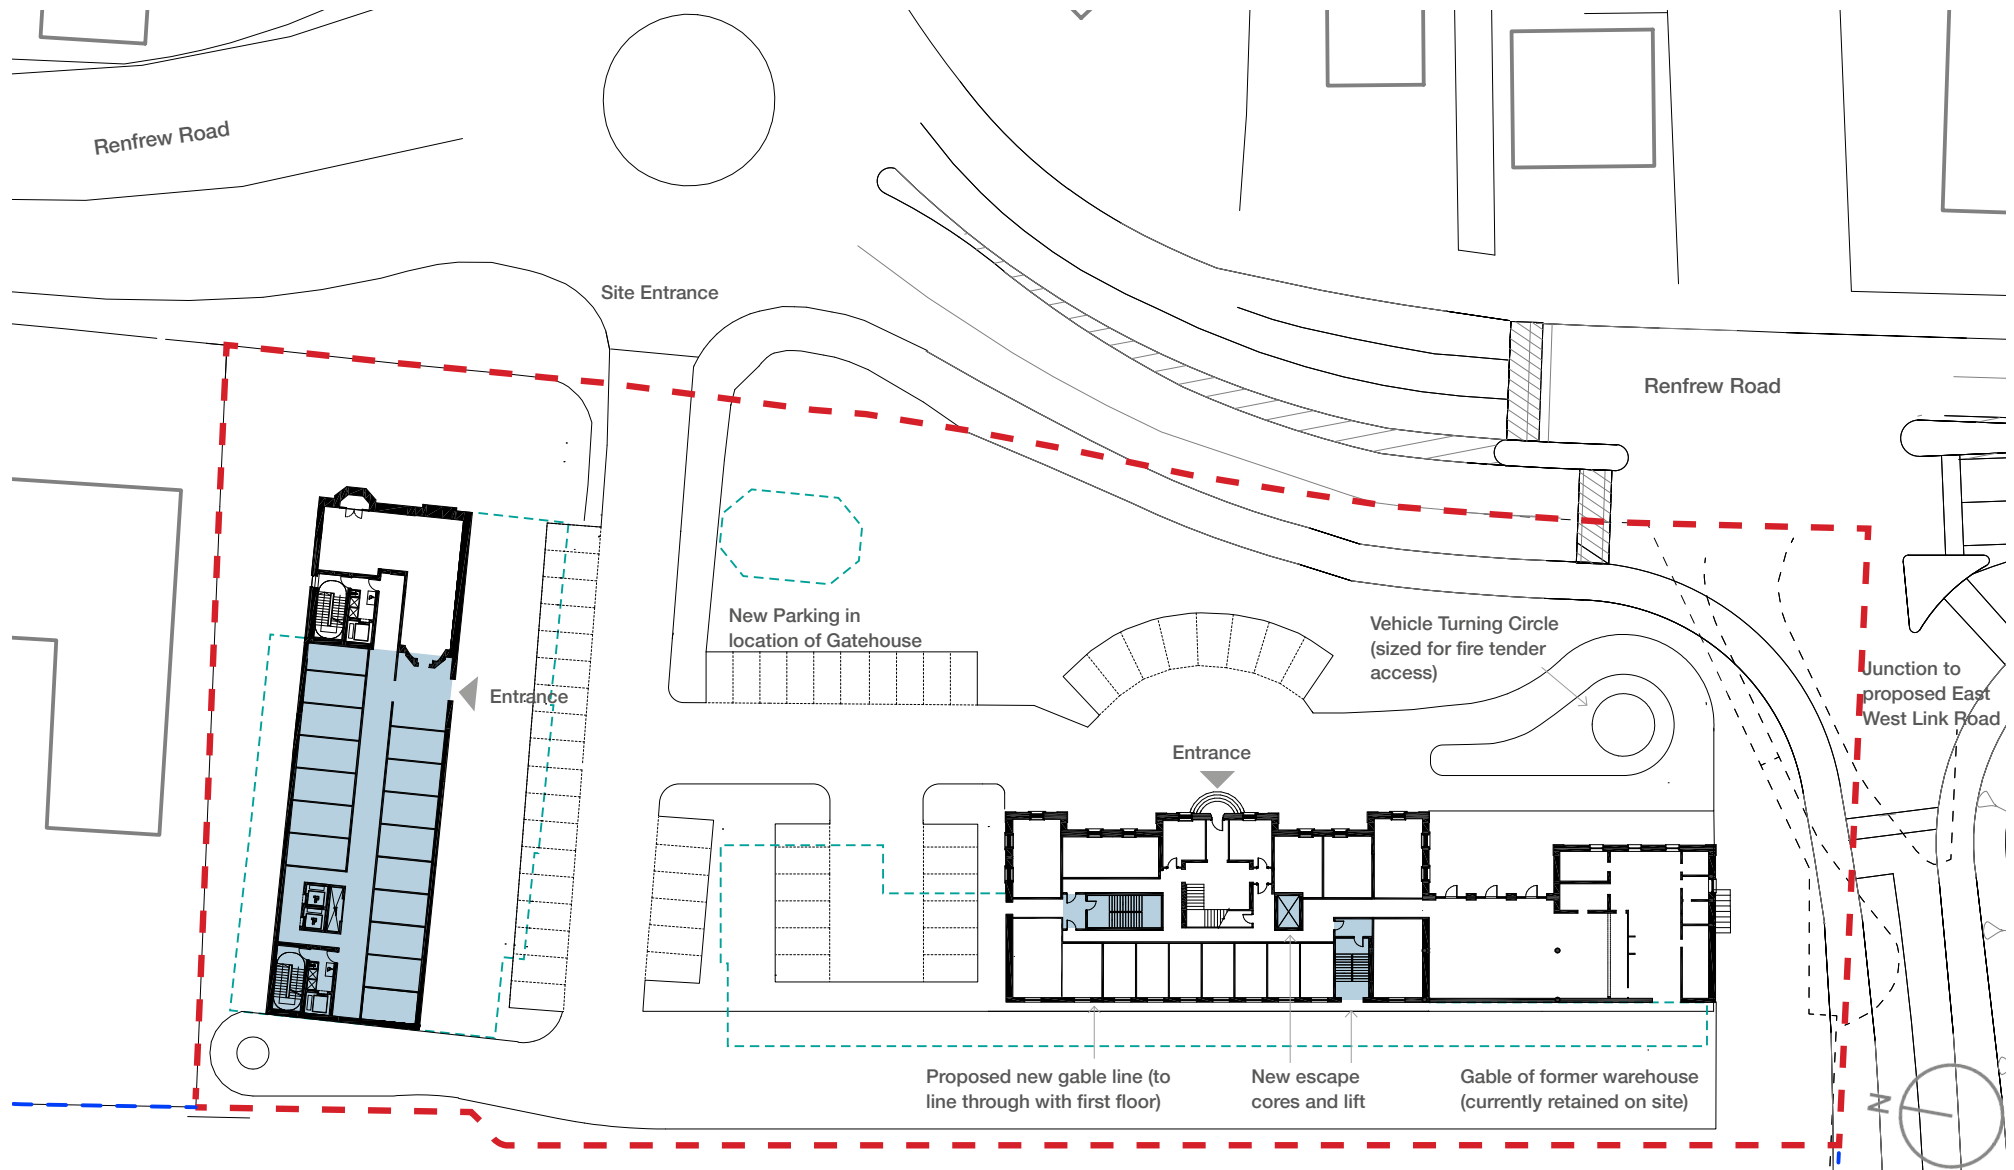 Renfrew Road
Site Entrance
Renfrew Road
New Parking in
location of Gatehouse
Vehicle Turning Circle
(sized for fire tender
access)
Junction to
proposed East
West Link Road
Entrance
Entrance
Proposed new gable line (to
line through with first floor)
New escape
cores and lift
Gable of former warehouse
(currently retained on site)
N